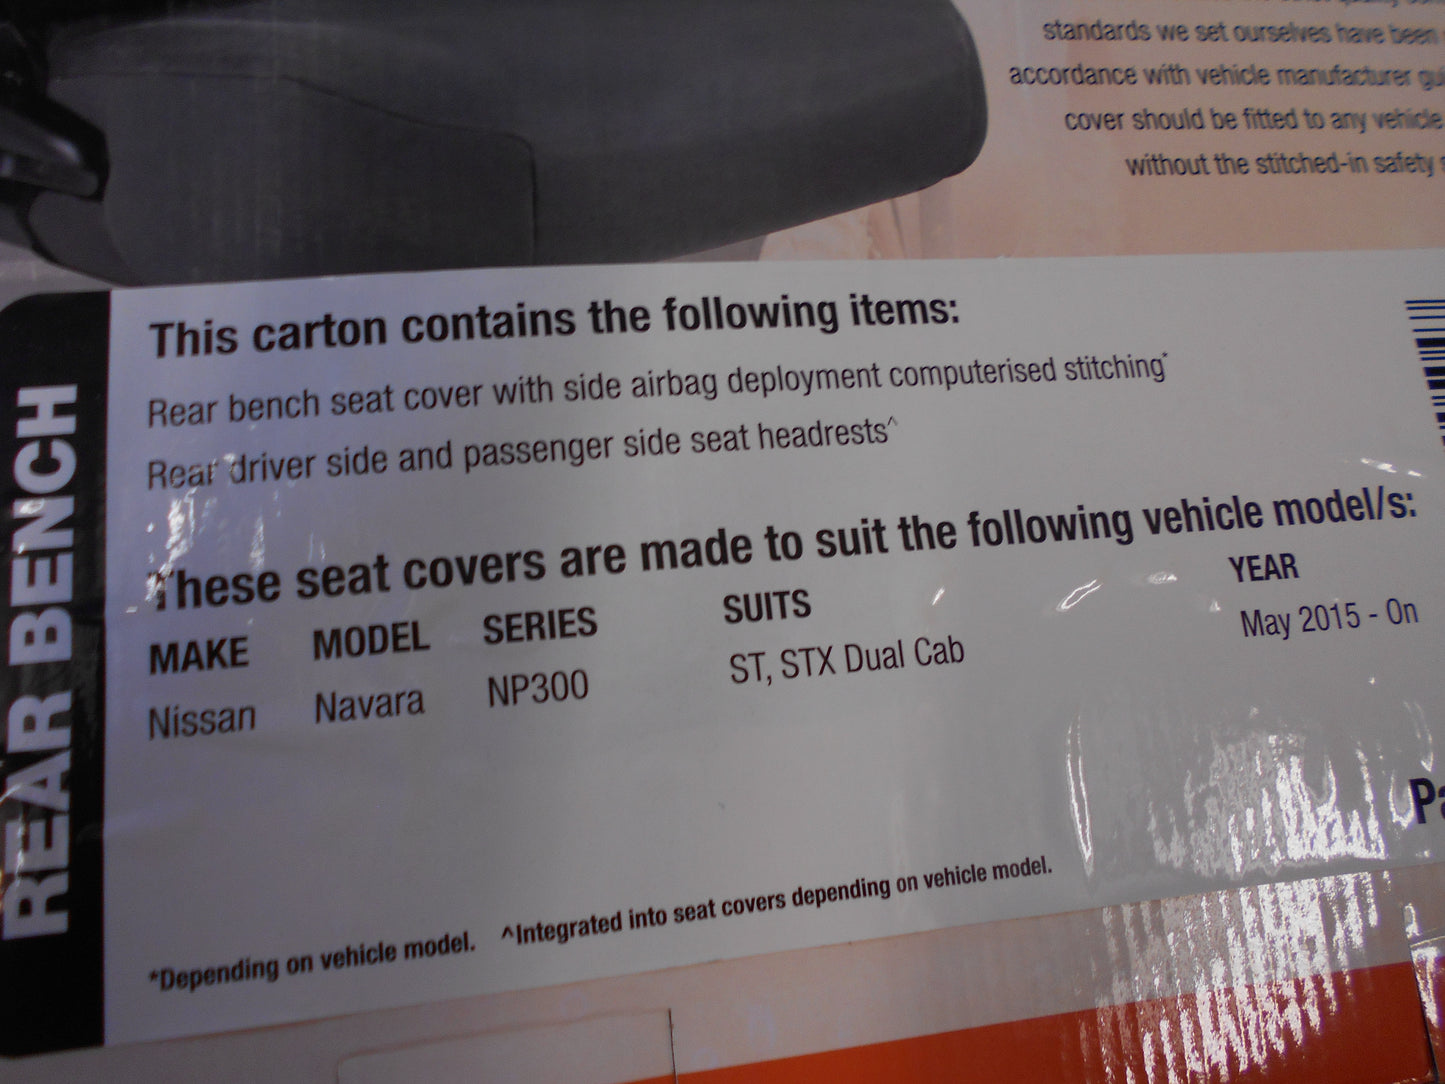 standards we set ourselves have been
accordance with vehicle manufacturer
cover should be fitted to any vehicle
without the stitched-in safety
This carton contains the following items:
Rear bench seat cover with side airbag deployment computerised stitching*
Rear driver side and passenger side seat headrests^
These seat covers are made to suit the following vehicle model/s:
MAKE MODEL SERIES SUITS YEAR
Nissan Navara NP300 ST, STX Dual Cab May 2015 - On
*Depending on vehicle model. ^Integrated into seat covers depending on vehicle model.
REAR BENCH